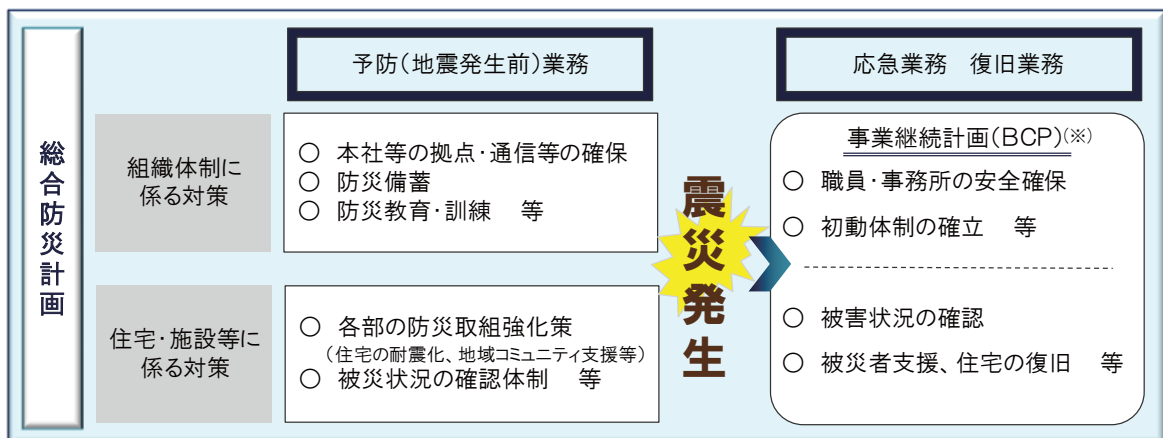 総合防災計画
予防(地震発生前)業務
応急業務 復旧業務
組織体制に
係る対策
○ 本社等の拠点・通信等の確保
○ 防災備蓄
○ 防災教育・訓練 等
住宅・施設等に
係る対策
○ 各部の防災取組強化策
(住宅の耐震化、地域コミュニティ支援等)
○ 被災状況の確認体制 等
震災発生
事業継続計画(BCP)(※)
○ 職員・事務所の安全確保
○ 初動体制の確立 等
○ 被害状況の確認
○ 被災者支援、住宅の復旧 等